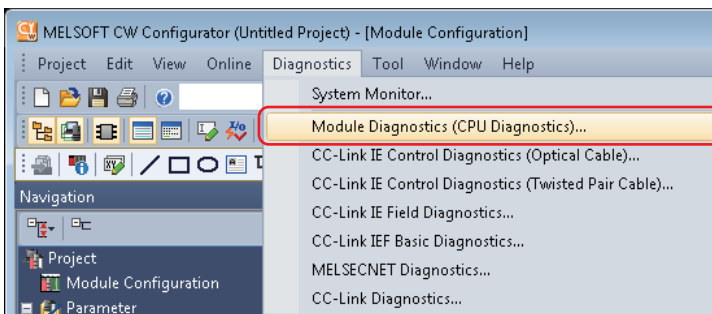 MELSOFT CW Configurator (Untitled Project) - [Module Configuration]
Project Edit View Online Diagnostics Tool Window Help
System Monitor...
Module Diagnostics (CPU Diagnostics)...
CC-Link IE Control Diagnostics (Optical Cable)...
CC-Link IE Control Diagnostics (Twisted Pair Cable)...
CC-Link IE Field Diagnostics...
CC-Link IEF Basic Diagnostics...
MELSECNET Diagnostics...
CC-Link Diagnostics...
Navigation
Project
Module Configuration
Parameter